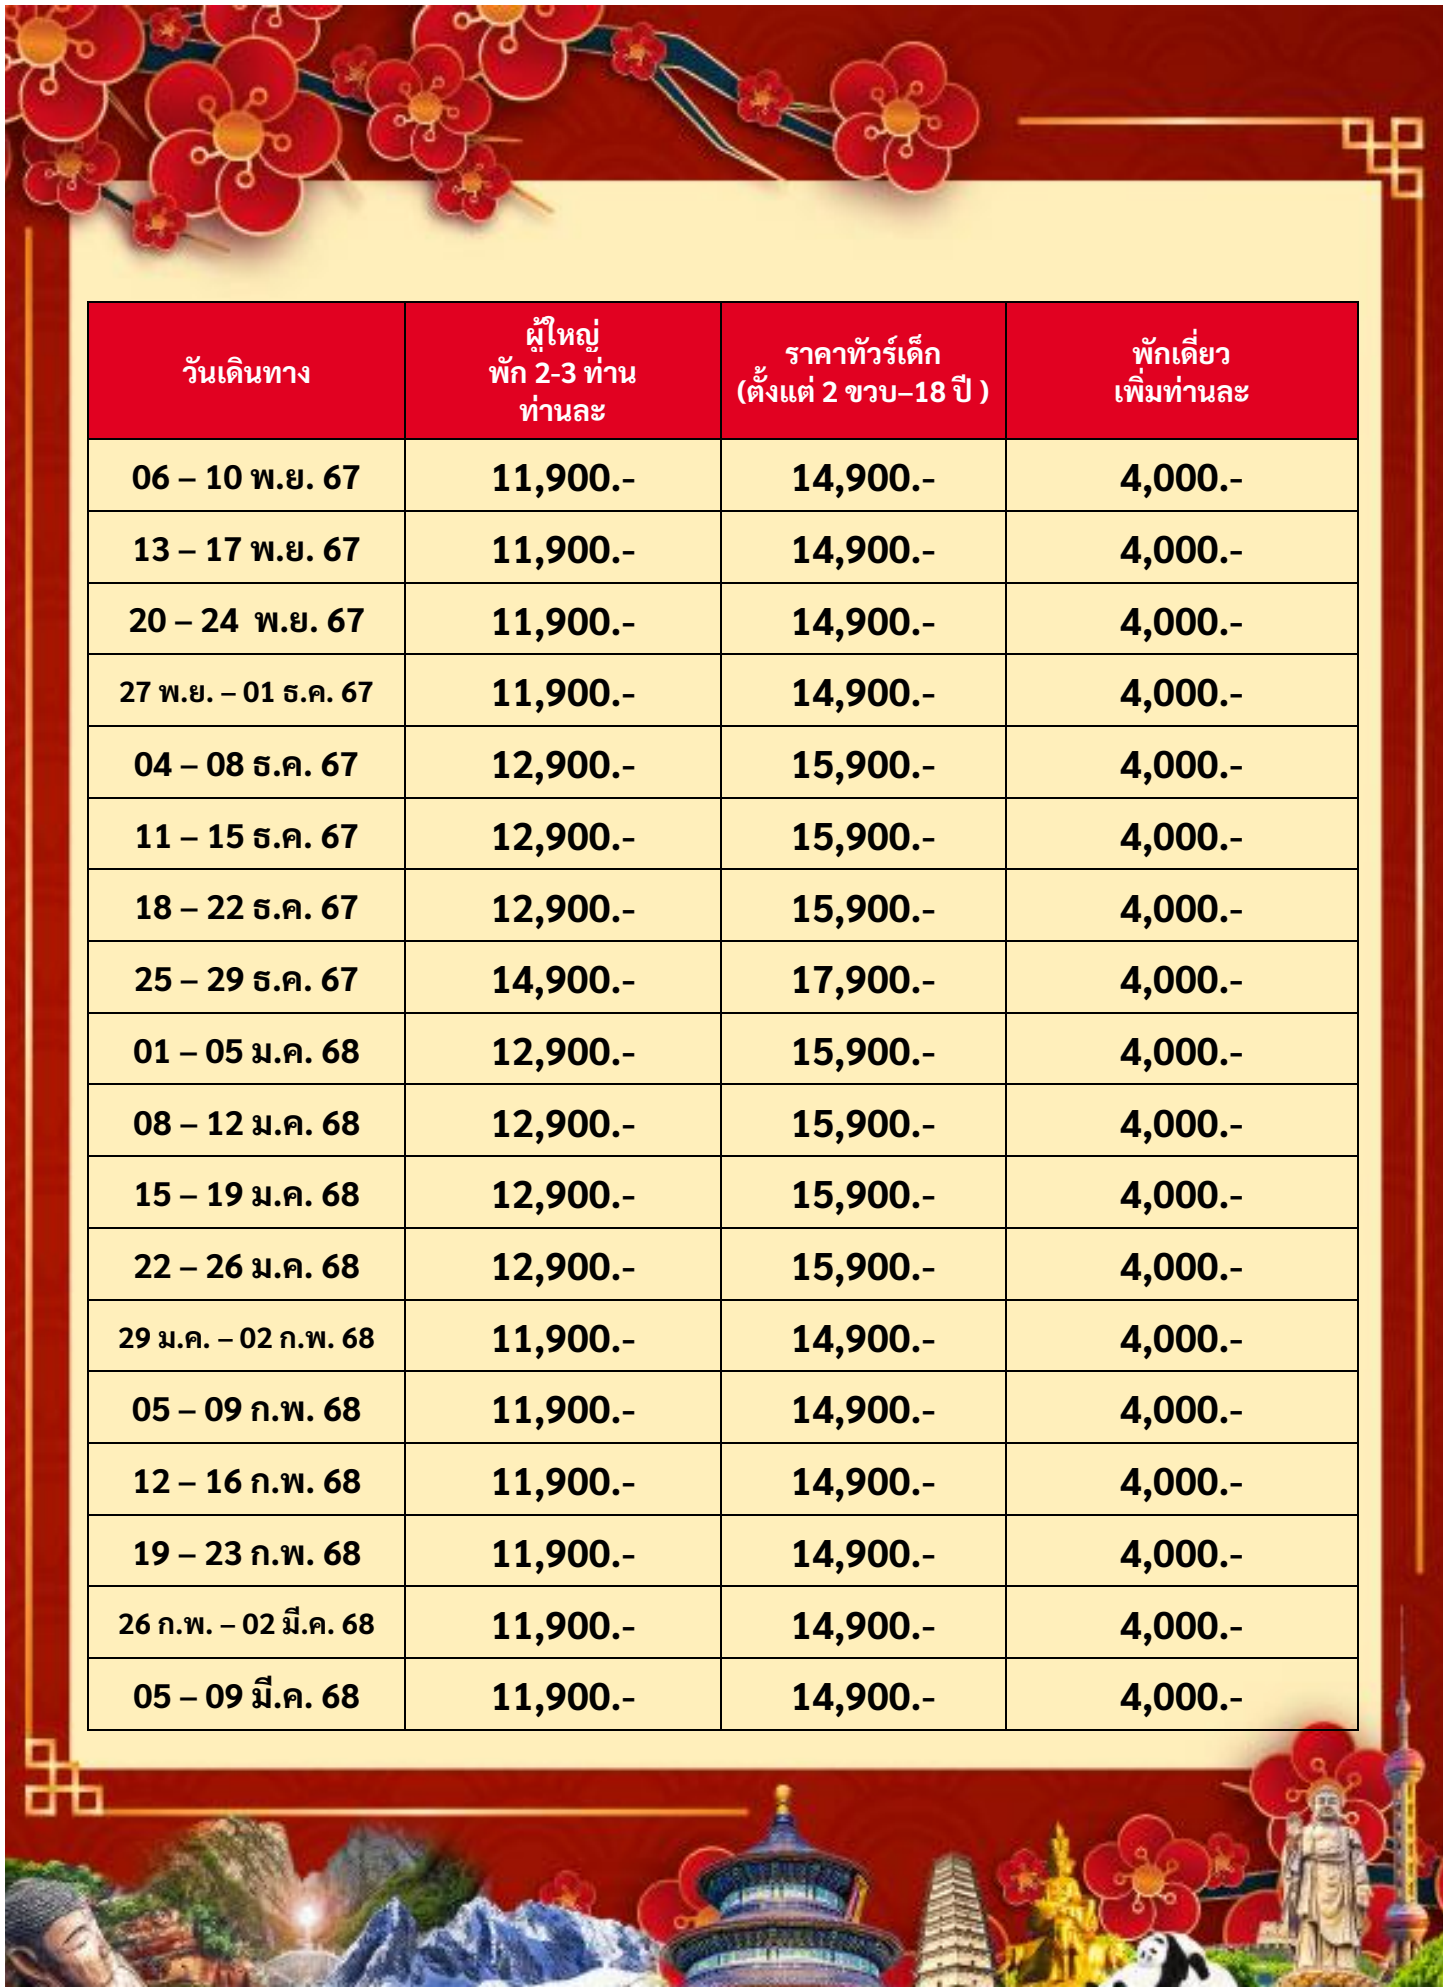 วันเดินทาง
ผู้ใหญ่
พัก 2-3 ท่าน
ท่านละ
ราคาทัวร์เด็ก
(ตั้งแต่ 2 ขวบ–18 ปี )
พักเดี่ยว
เพิ่มท่านละ
06 – 10 พ.ย. 67 11,900.- 14,900.- 4,000.-
13 – 17 พ.ย. 67 11,900.- 14,900.- 4,000.-
20 – 24 พ.ย. 67 11,900.- 14,900.- 4,000.-
27 พ.ย. – 01 ธ.ค. 67 11,900.- 14,900.- 4,000.-
04 – 08 ธ.ค. 67 12,900.- 15,900.- 4,000.-
11 – 15 ธ.ค. 67 12,900.- 15,900.- 4,000.-
18 – 22 ธ.ค. 67 12,900.- 15,900.- 4,000.-
25 – 29 ธ.ค. 67 14,900.- 17,900.- 4,000.-
01 – 05 ม.ค. 68 12,900.- 15,900.- 4,000.-
08 – 12 ม.ค. 68 12,900.- 15,900.- 4,000.-
15 – 19 ม.ค. 68 12,900.- 15,900.- 4,000.-
22 – 26 ม.ค. 68 12,900.- 15,900.- 4,000.-
29 ม.ค. – 02 ก.พ. 68 11,900.- 14,900.- 4,000.-
05 – 09 ก.พ. 68 11,900.- 14,900.- 4,000.-
12 – 16 ก.พ. 68 11,900.- 14,900.- 4,000.-
19 – 23 ก.พ. 68 11,900.- 14,900.- 4,000.-
26 ก.พ. – 02 มี.ค. 68 11,900.- 14,900.- 4,000.-
05 – 09 มี.ค. 68 11,900.- 14,900.- 4,000.-